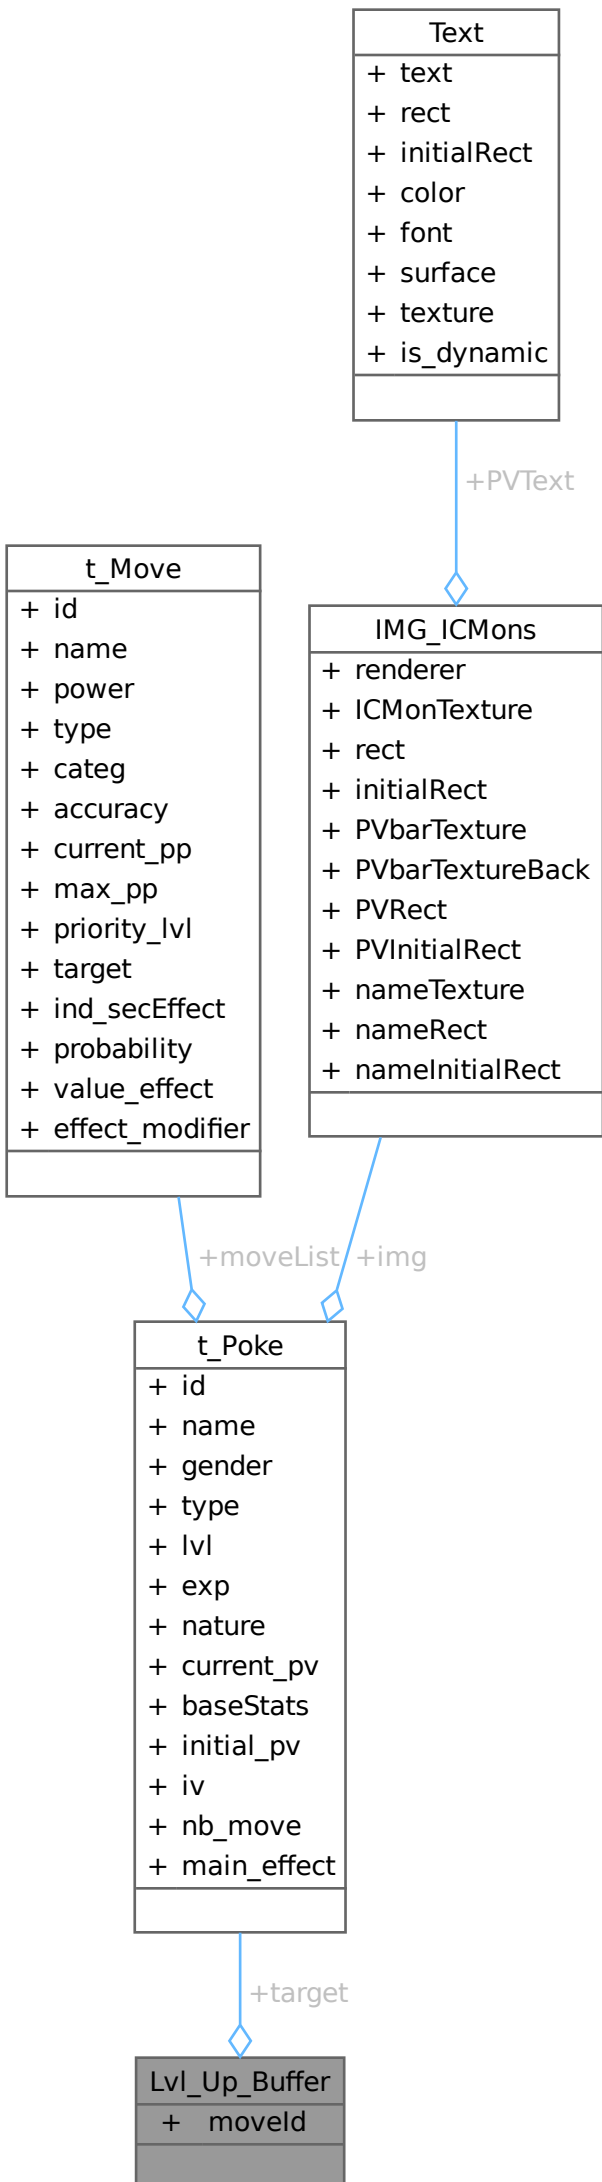 Text
+ text
+ rect
+ initialRect
+ color
+ font
+ surface
+ texture
+ is_dynamic
+PVText
t_Move
+ id
+ name
+ power
+ type
+ categ
+ accuracy
+ current_pp
+ max_pp
+ priority_lvl
+ target
+ ind_secEffect
+ probability
+ value_effect
+ effect_modifier
IMG_ICMons
+ renderer
+ ICMonTexture
+ rect
+ initialRect
+ PVbarTexture
+ PVbarTextureBack
+ PVRect
+ PVInitialRect
+ nameTexture
+ nameRect
+ nameInitialRect
+moveList
+img
t_Poke
+ id
+ name
+ gender
+ type
+ lvl
+ exp
+ nature
+ current_pv
+ baseStats
+ initial_pv
+ iv
+ nb_move
+ main_effect
+target
Lvl_Up_Buffer
+ moveId